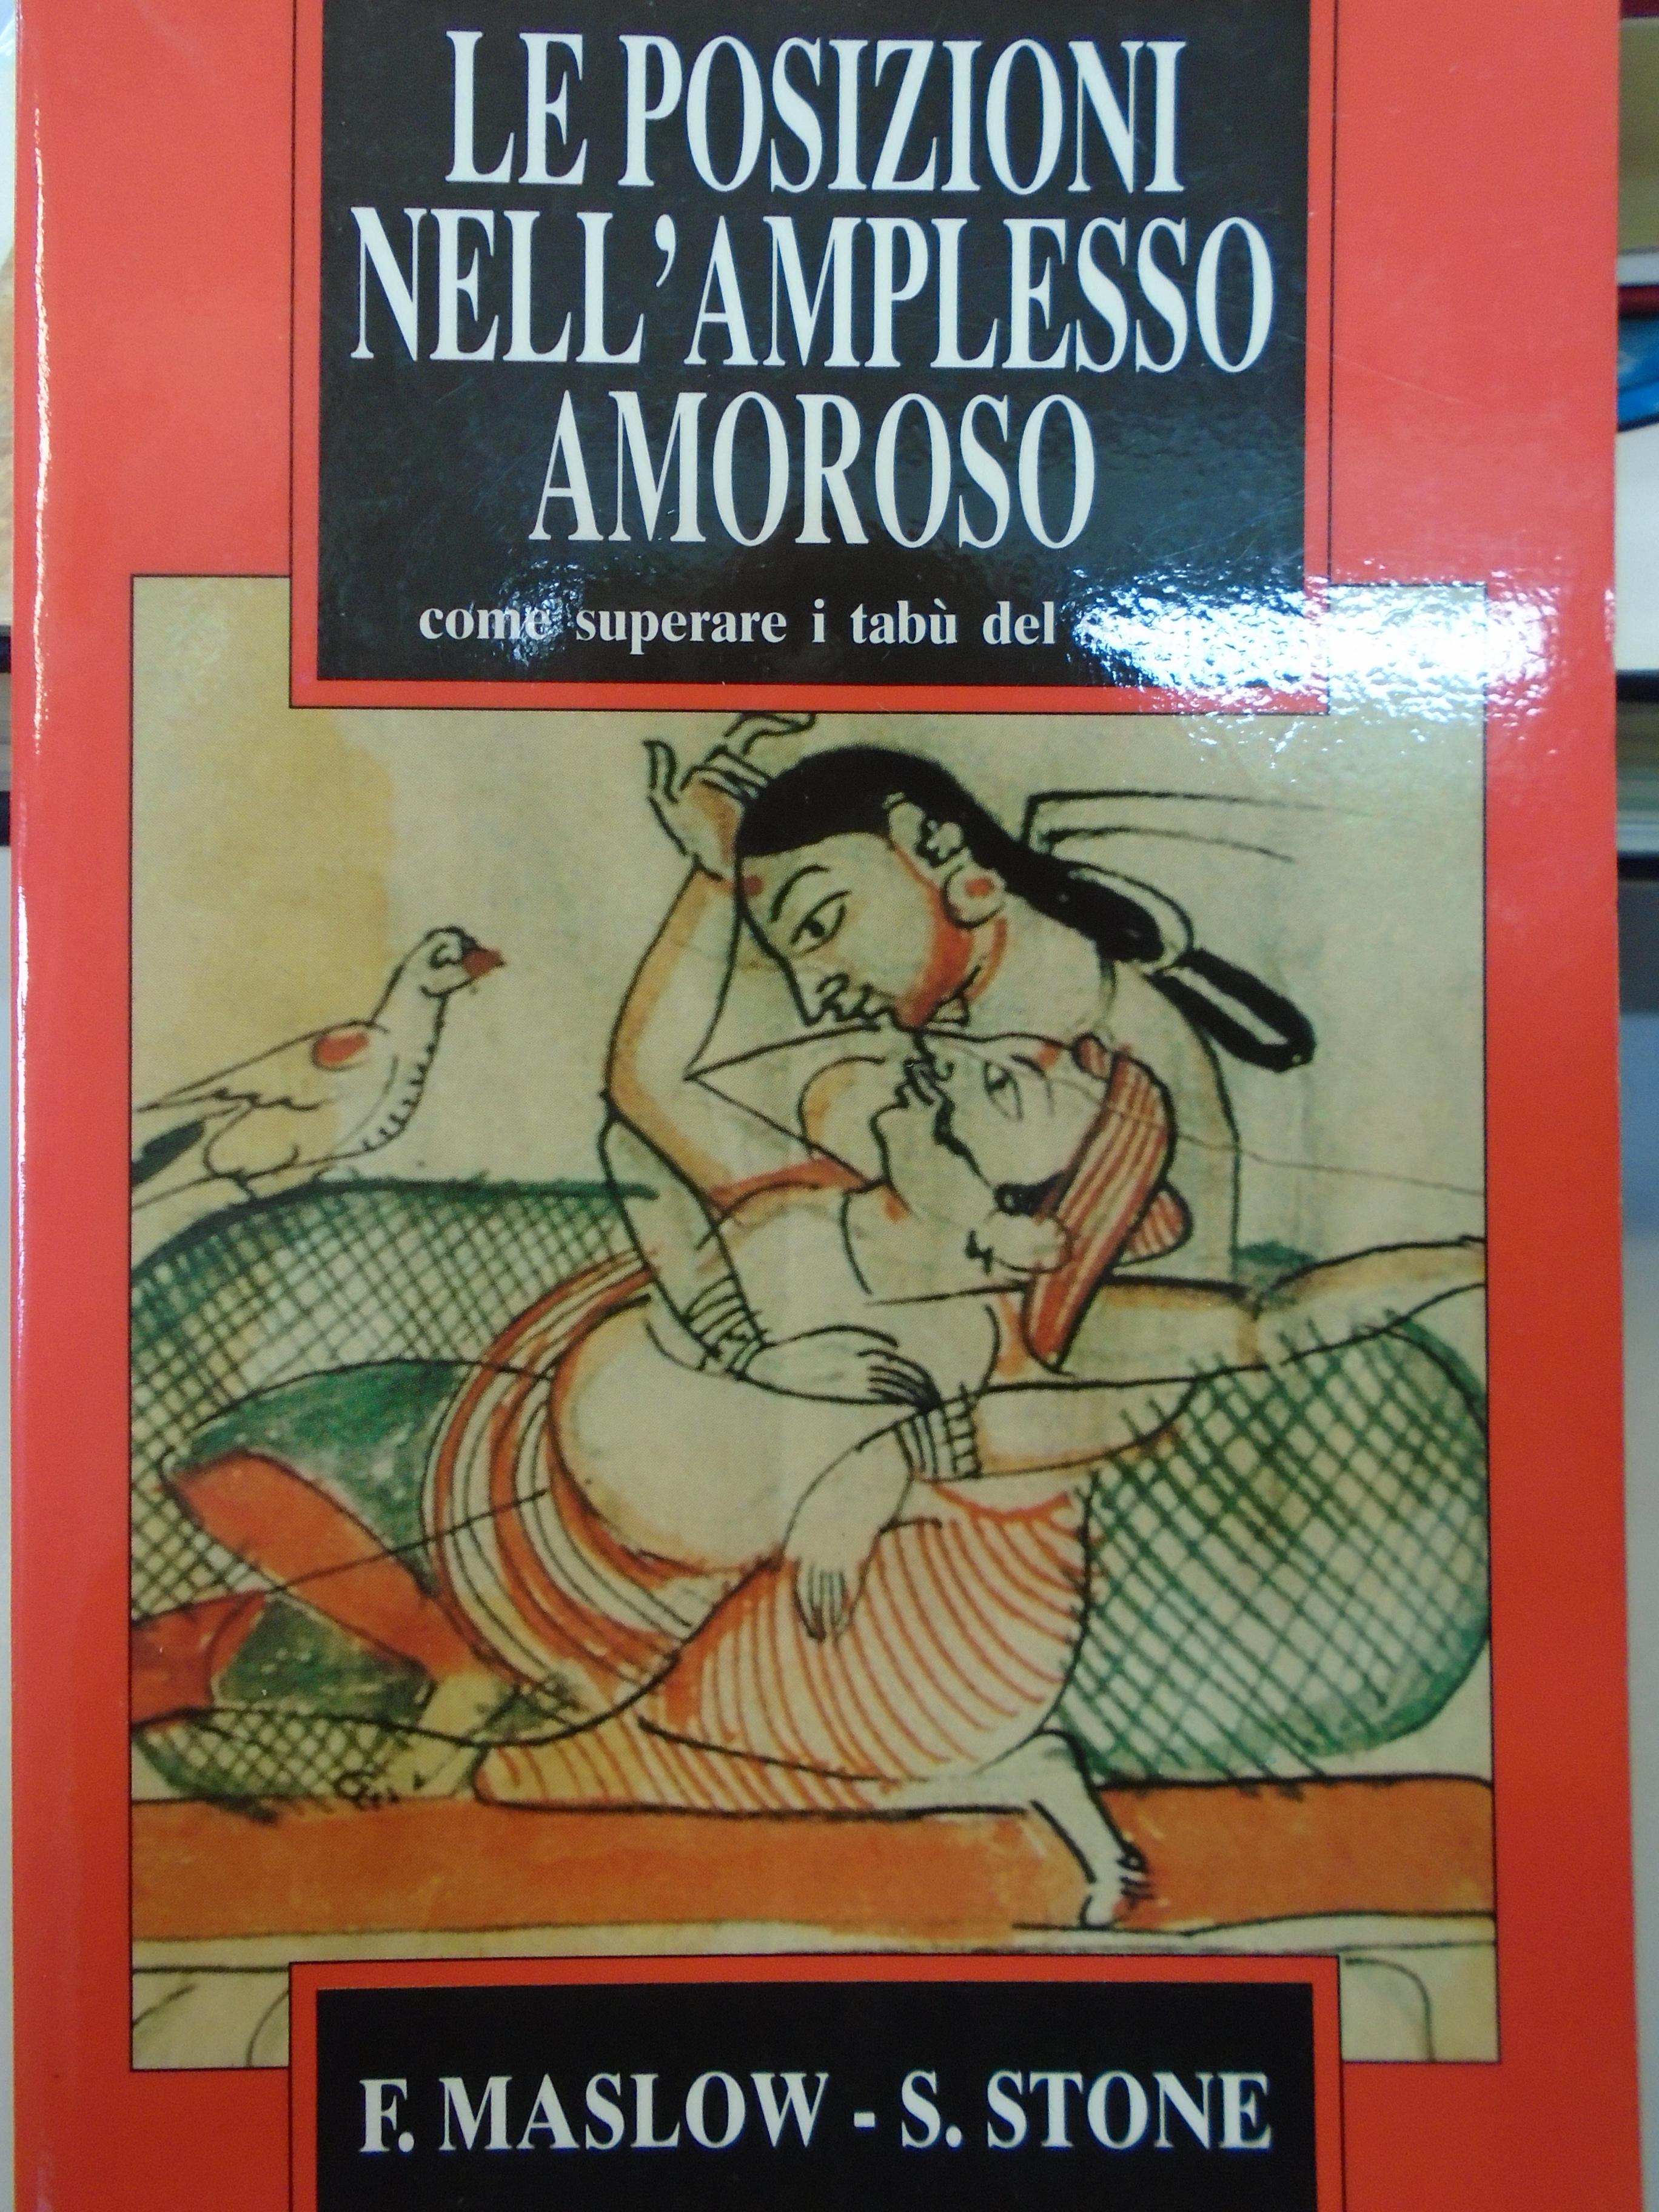 LE POSIZIONI
NELL'AMPLESSO
AMOROSO
come superare i tabù del
F. MASLOW - S. STONE